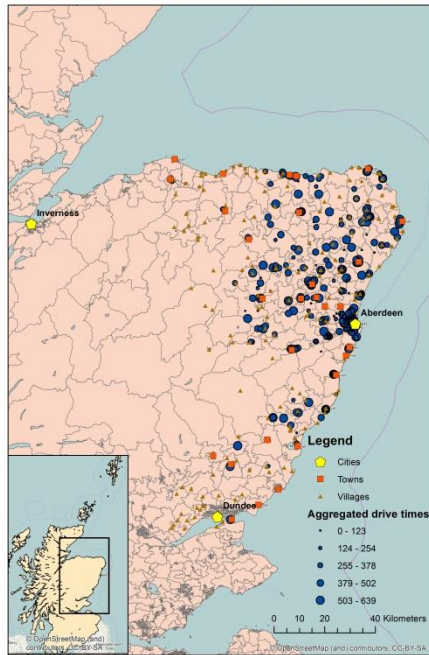 Inverness
Aberdeen
Dundee
Legend
Cities
Towns
Villages
Aggregated drive times
0 - 123
124 - 254
255 - 378
379 - 502
503 - 639
Kilometers
0 10 20 40
© OpenStreetMap (and)
contributors, CC-BY-SA
© OpenStreetMap (and) contributors, CC-BY-SA